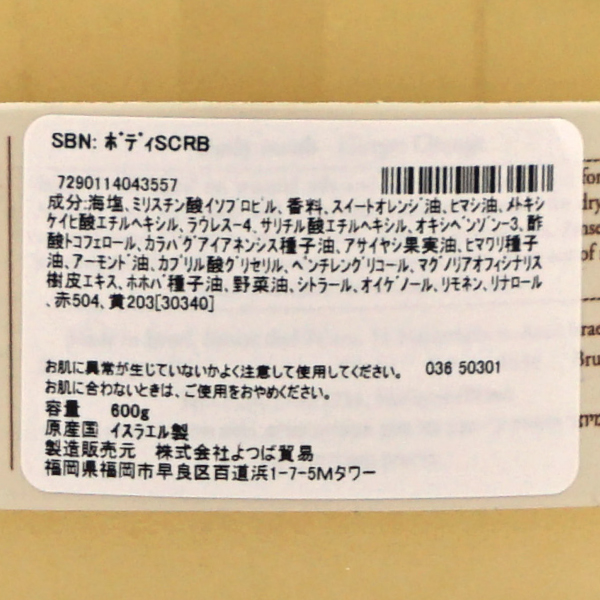 SBN: ボディSCRB
7290114043557
成分:海塩、ミリスチン酸イソプロピル、香料、スイートオレンジ油、ヒマシ油、メトキシ
ケイヒ酸エチルヘキシル、ラウレス-4、サリチル酸エチルヘキシル、オキシベンゾン-3、酢
酸トコフェロール、カラパグアイアネンシス種子油、アサイヤシ果実油、ヒマワリ種子
油、アーモンド油、カプリル酸グリセリル、ペンチレングリコール、マグノリアオフィシナリス
樹皮エキス、ホホバ種子油、野菜油、シトラール、オイゲノール、リモネン、リナロール
、赤504、黄203[30340]
お肌に異常が生じていないかよく注意して使用してください。 036 50301
お肌に合わないときは、ご使用をおやめください。
容量 600g
原産国 イスラエル製
製造販売元 株式会社よつば貿易
福岡県福岡市早良区百道浜1-7-5Mタワー